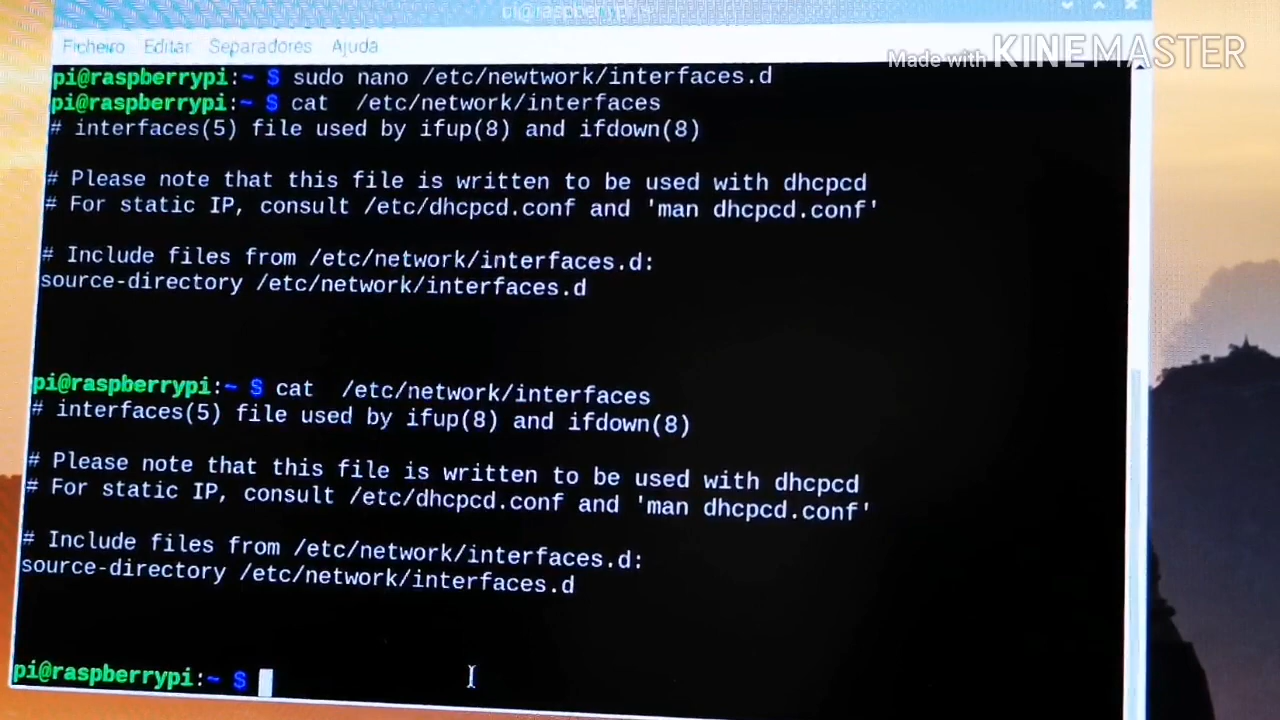 pi@raspberrypi
Ficheiro Editar Separadores Ajuda
Made with KINEMASTER
pi@raspberrypi:~ $ sudo nano /etc/newtwork/interfaces.d
pi@raspberrypi:~ $ cat  /etc/network/interfaces
# interfaces(5) file used by ifup(8) and ifdown(8)
# Please note that this file is written to be used with dhcpcd
# For static IP, consult /etc/dhcpcd.conf and 'man dhcpcd.conf'
# Include files from /etc/network/interfaces.d:
source-directory /etc/network/interfaces.d
pi@raspberrypi:~ $ cat  /etc/network/interfaces
# interfaces(5) file used by ifup(8) and ifdown(8)
# Please note that this file is written to be used with dhcpcd
# For static IP, consult /etc/dhcpcd.conf and 'man dhcpcd.conf'
# Include files from /etc/network/interfaces.d:
source-directory /etc/network/interfaces.d
pi@raspberrypi:~ $